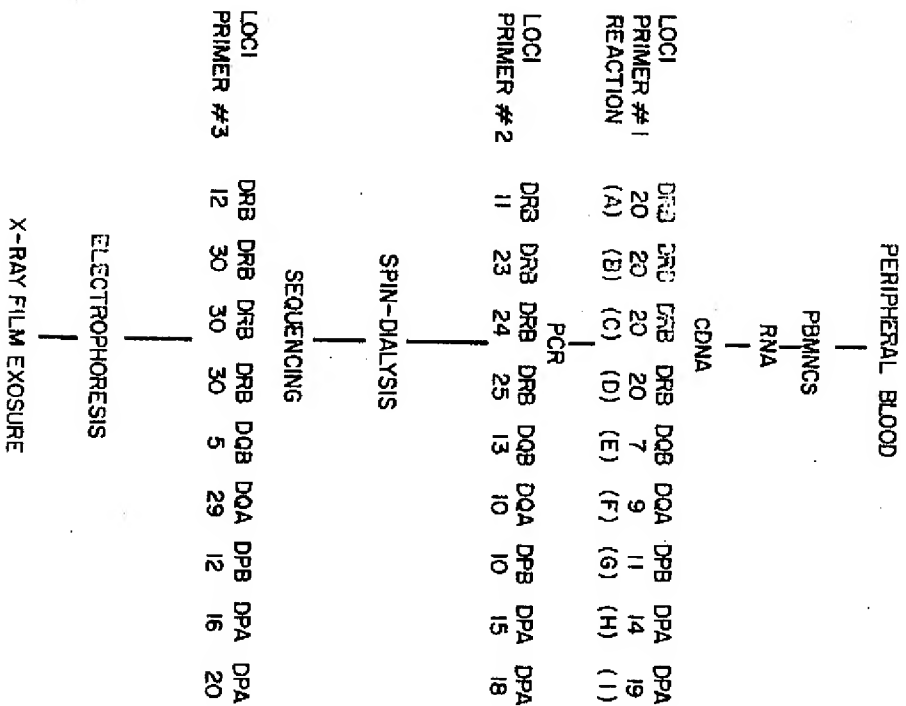 PERIPHERAL BLOOD
PBMNCS
RNA
CDNA
LOCI DRB DRB DRB DRB DQB DQA DPB DPA DPA
PRIMER #1 20 20 20 20 7 9 11 14 19
REACTION (A) (B) (C) (D) (E) (F) (G) (H) (I)
PCR
LOCI DRB DRB DRB DRB DQB DQA DPB DPA DPA
PRIMER #2 11 23 24 25 13 10 10 15 18
SPIN-DIALYSIS
SEQUENCING
LOCI DRB DRB DRB DRB DQB DQA DPB DPA DPA
PRIMER #3 12 30 30 30 5 29 12 16 20
ELECTROPHORESIS
X-RAY FILM EXOSURE